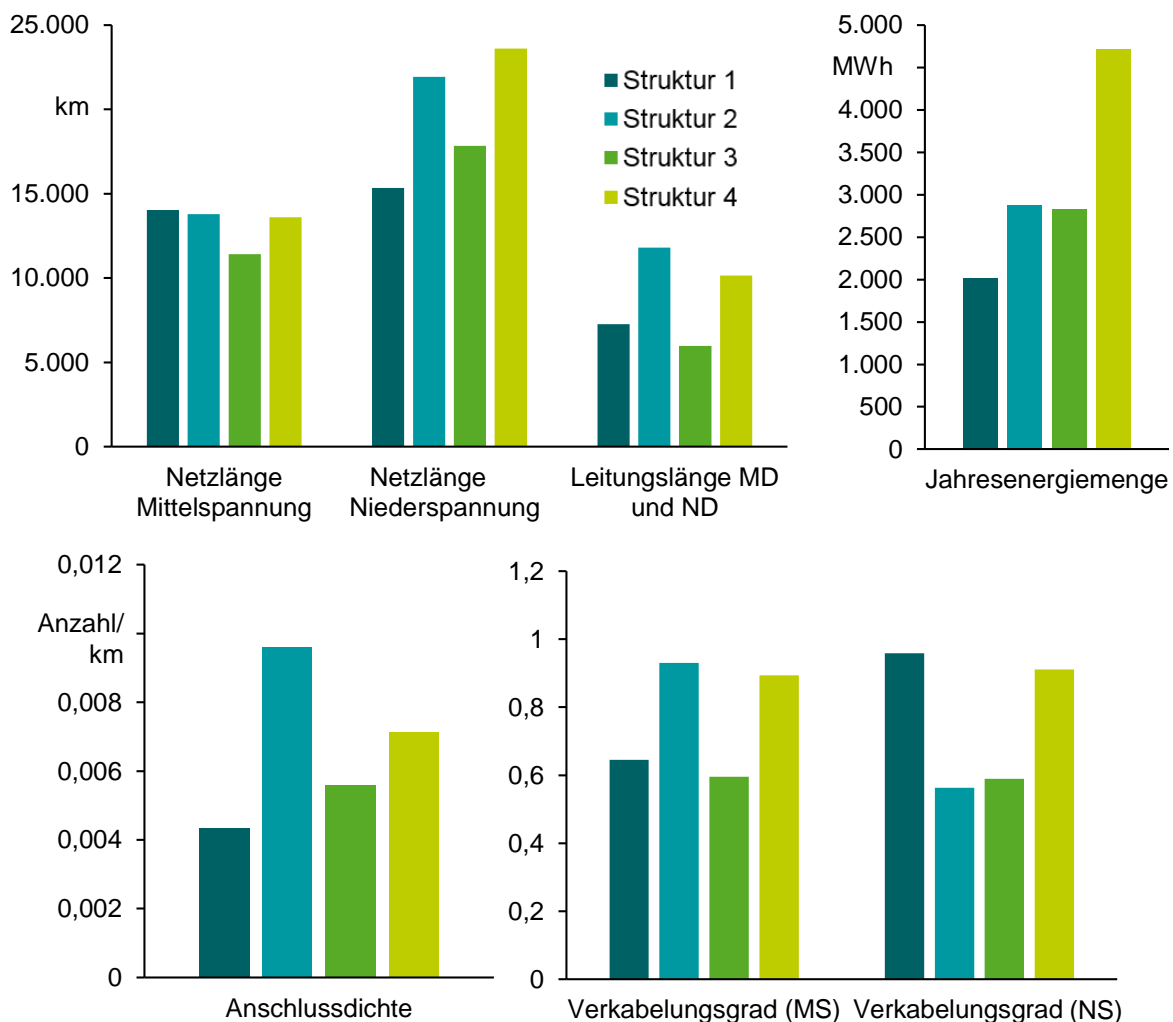 25.000
km
15.000
10.000
5.000
0
Netzlänge
Mittelspannung
Netzlänge
Niederspannung
Leitungslänge MD
und ND
Struktur 1
Struktur 2
Struktur 3
Struktur 4
5.000
MWh
4.000
3.000
2.500
2.000
1.500
1.000
500
0
Jahresenergiemenge
0,012
Anzahl/
km
0,008
0,006
0,004
0,002
0
Anschlussdichte
1,2
1
0,8
0,6
0,4
0,2
0
Verkabelungsgrad (MS)
Verkabelungsgrad (NS)